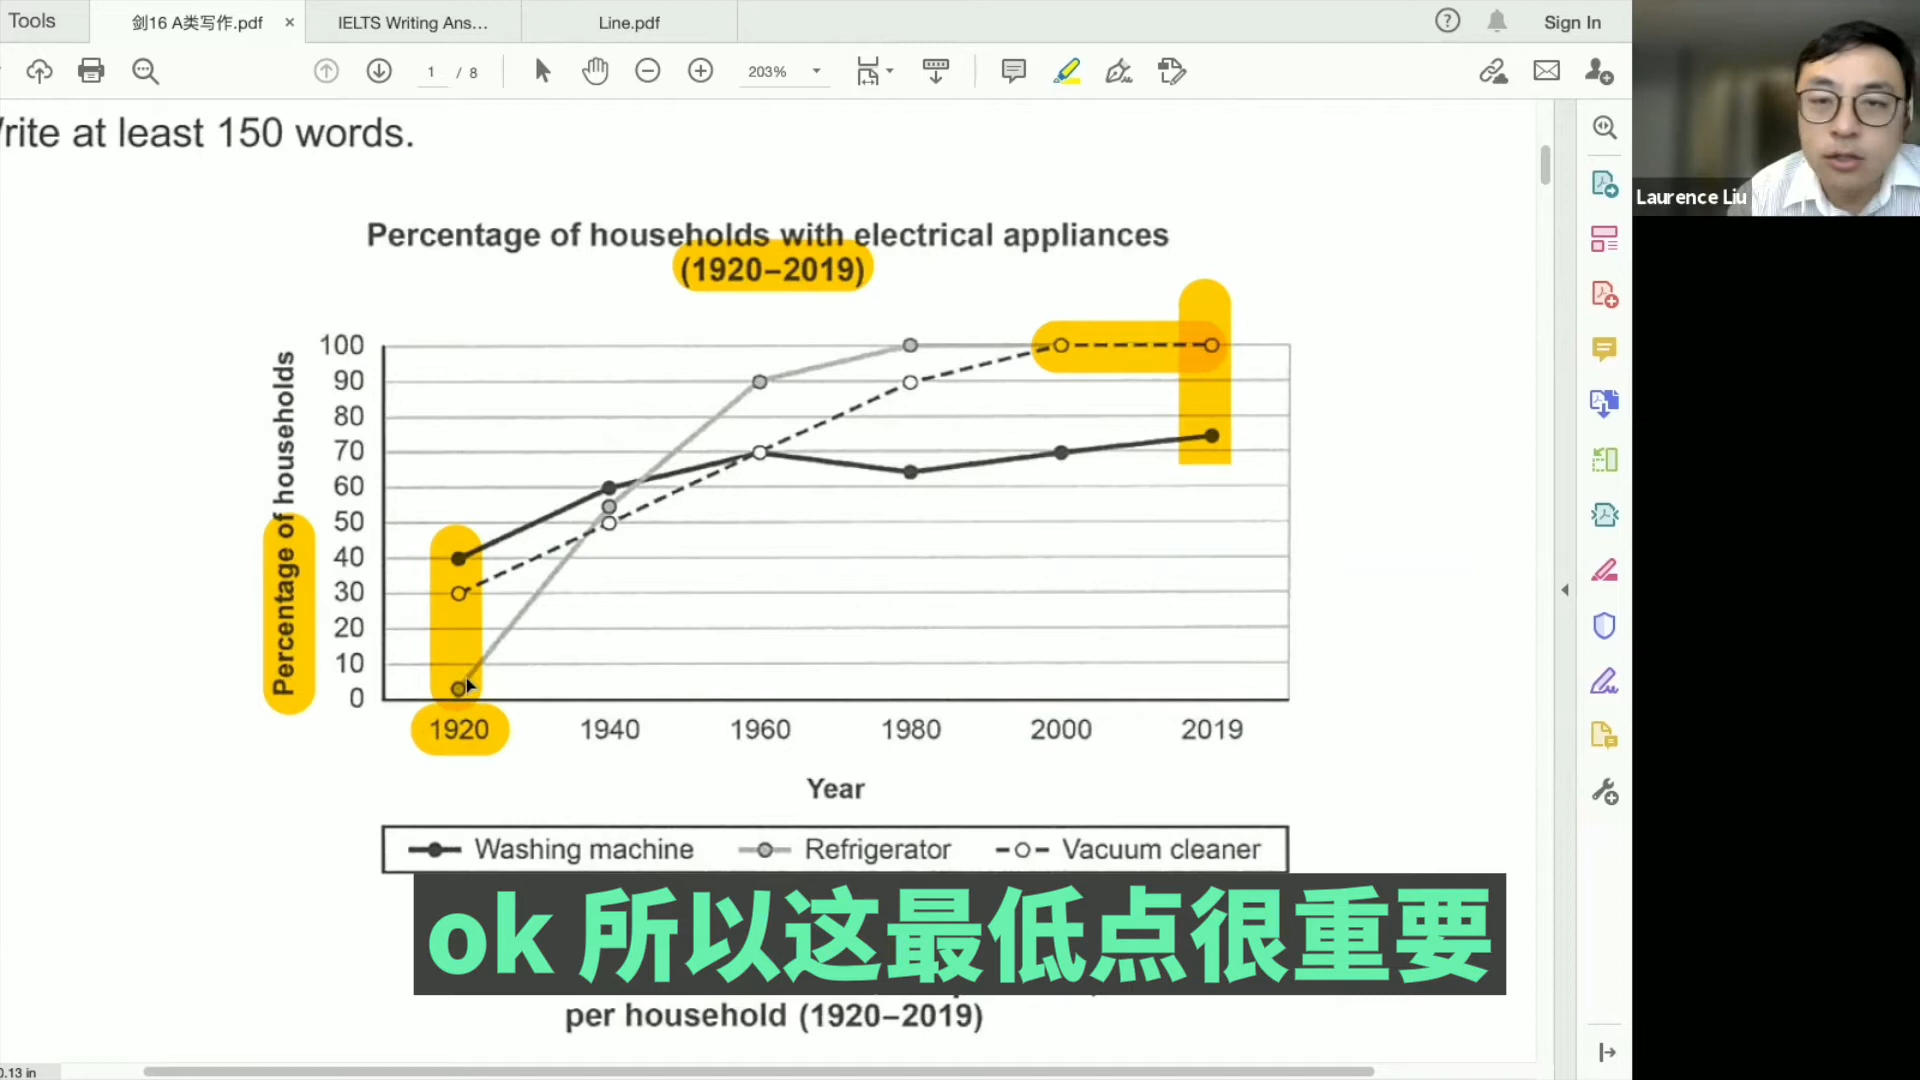 Tools
剑16 A类写作.pdf
×
IELTS Writing Ans...
Line.pdf
Sign In
1 / 8
203%
Laurence Liu
rite at least 150 words.
Percentage of households with electrical appliances
(1920–2019)
Percentage of households
100
90
80
70
60
50
40
30
20
10
0
1920 1940 1960 1980 2000 2019
Year
Washing machine Refrigerator Vacuum cleaner
ok 所以这最低点很重要
per household (1920–2019)
0.13 in